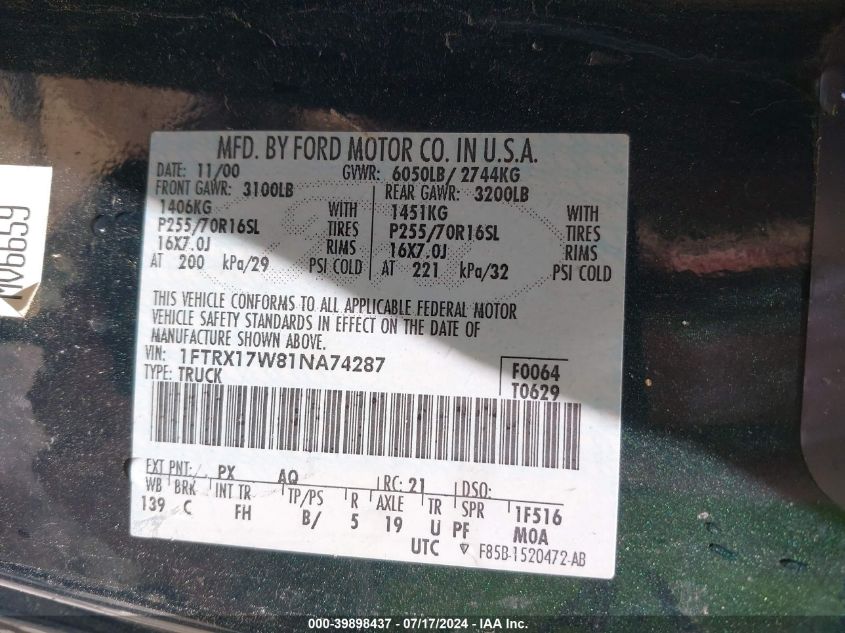 MFD. BY FORD MOTOR CO. IN U.S.A.
DATE: 11/00 GVWR: 6050LB/ 2744KG
FRONT GAWR: 3100LB REAR GAWR: 3200LB
1406KG WITH 1451KG WITH
P255/70R16SL TIRES P255/70R16SL TIRES
16X7.0J RIMS 16X7.0J RIMS
AT 200 kPa/29 PSI COLD AT 221 kPa/32 PSI COLD
THIS VEHICLE CONFORMS TO ALL APPLICABLE FEDERAL MOTOR
VEHICLE SAFETY STANDARDS IN EFFECT ON THE DATE OF
MANUFACTURE SHOWN ABOVE.
VIN: 1FTRX17W81NA74287 F0064
TYPE: TRUCK T0629
EXT PNT: PX AQ RC: 21 DSO:
WB BRK INT TR TP/PS R AXLE TR SPR 1F516
139 C FH B/ 5 19 U PF MOA
UTC ▽ F85B-1520472-AB
MV6659
000-39898437 - 07/17/2024 - IAAI.COM